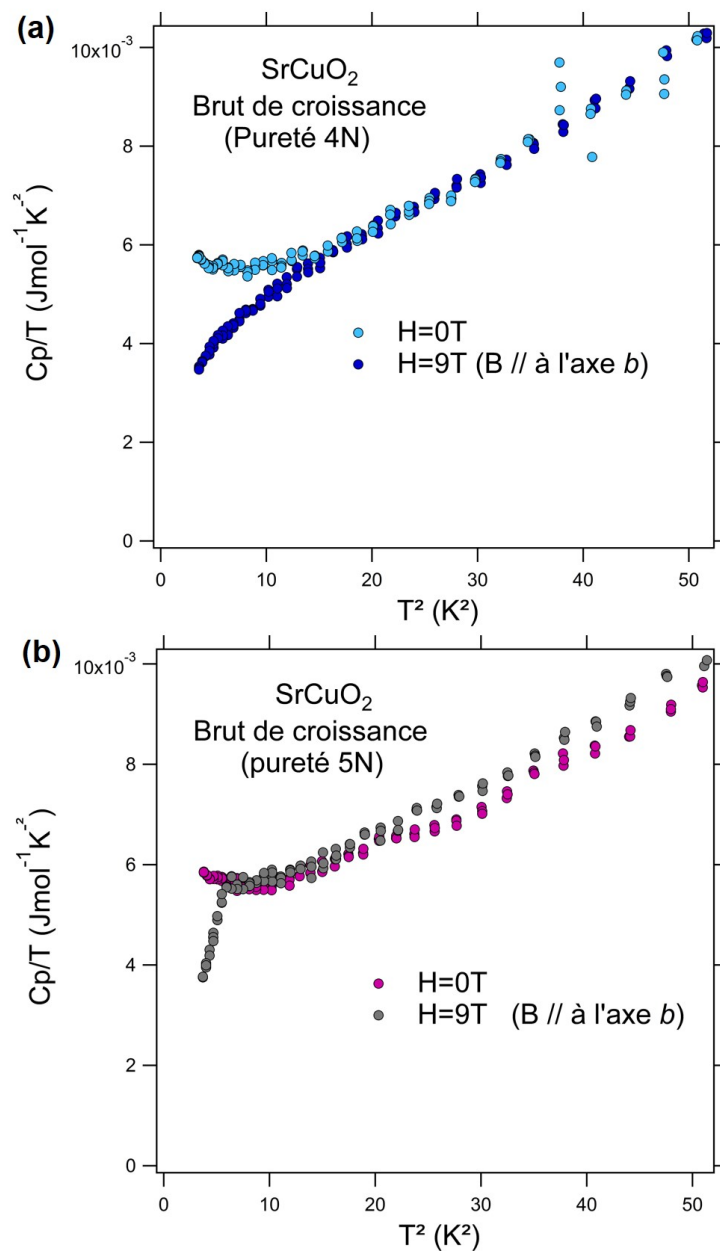 (a)
10x10⁻³
8
6
4
2
0
Cp/T (Jmol⁻¹K⁻²)
SrCuO₂
Brut de croissance
(Pureté 4N)
H=0T
H=9T (B // à l'axe b)
0 10 20 30 40 50
T² (K²)
(b)
10x10⁻³
8
6
4
2
0
Cp/T (Jmol⁻¹K⁻²)
SrCuO₂
Brut de croissance
(pureté 5N)
H=0T
H=9T (B // à l'axe b)
0 10 20 30 40 50
T² (K²)